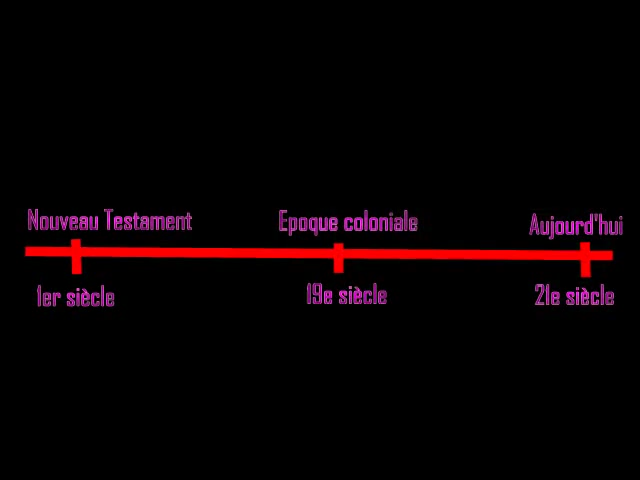 Nouveau Testament
Epoque coloniale
Aujourd'hui
1er siècle
19e siècle
21e siècle